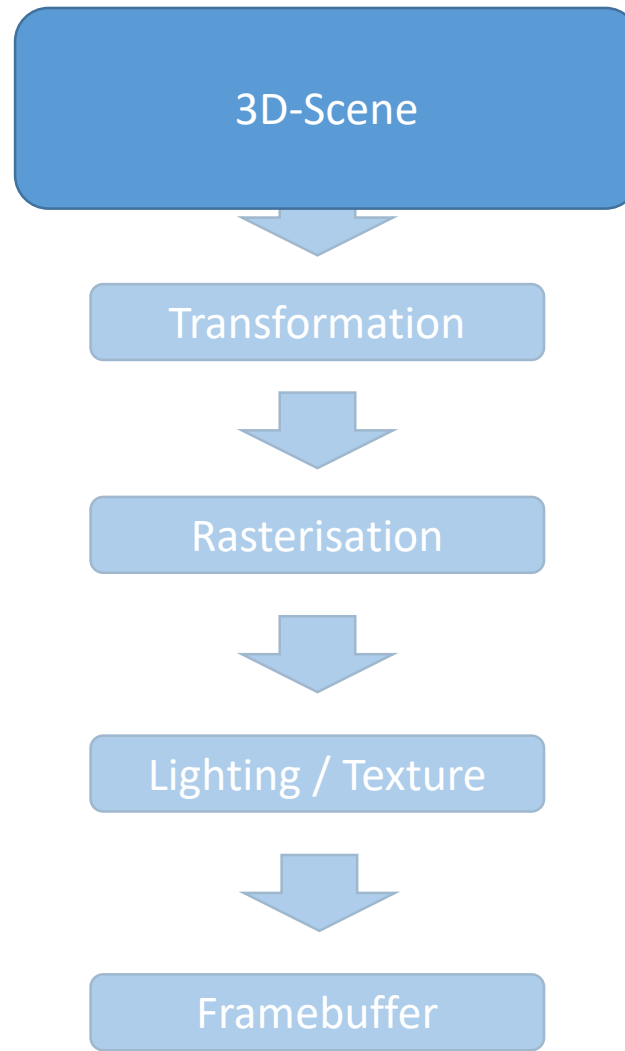 3D-Scene
Transformation
Rasterisation
Lighting / Texture
Framebuffer